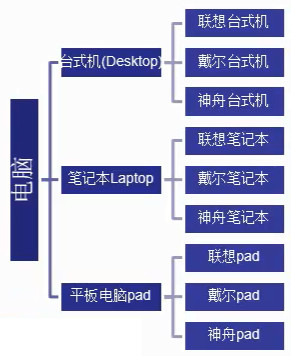 电脑
台式机(Desktop)
联想台式机
戴尔台式机
神舟台式机
笔记本Laptop
联想笔记本
戴尔笔记本
神舟笔记本
平板电脑pad
联想pad
戴尔pad
神舟pad